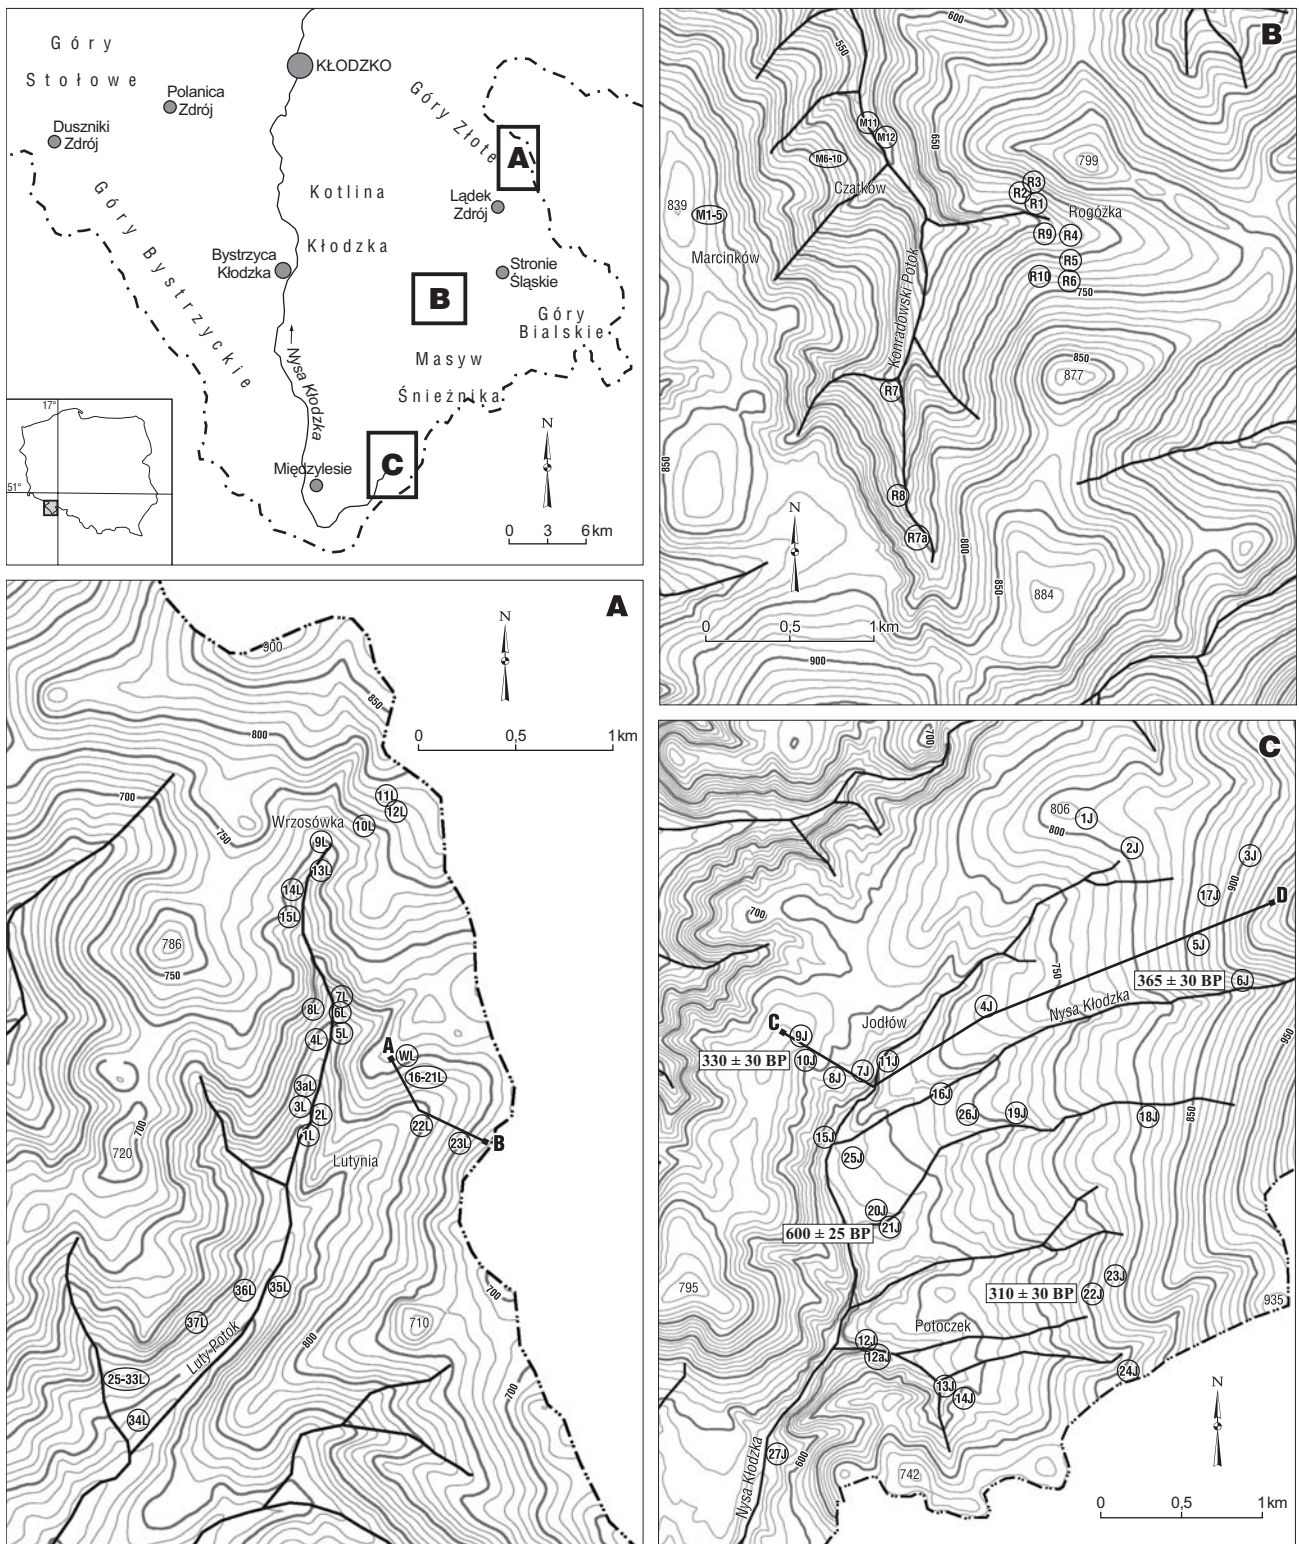 Góry
Stołowe
KŁODZKO
Polanica
Zdrój
Duszniki
Zdrój
Góry Złote
A
Kotlina
Kłodzka
Lądek
Zdrój
Góry Bystrzyckie
Bystrzyca
Kłodzka
Stronie
Śląskie
B
Góry
Bialskie
Masyw
Śnieżnika
Nysa Kłodzka
Międzylesie
C
N
0 3 6 km
17°
51°
B
600
550
M11
M12
650
M6-10
Czatków
799
R3
R2
R1
Rogóżka
839
M1-5
R9
R4
Marcinków
R5
R10
R6
750
Konradowski Potok
850
877
R7
850
R8
N
R7a
800
850
884
0 0,5 1 km
900
A
900
N
850
800
0 0,5 1 km
700
11L
12L
Wrzosówka
10L
750
9L
13L
14L
15L
786
750
7L
8L
6L
5L
4L
A
WL
16-21L
3aL
3L
2L
22L
700
1L
23L
B
720
Lutynia
36L
35L
700
37L
710
800
Luty Potok
25-33L
700
34L
C
700
806
1J
800
2J
3J
900
17J
D
700
5J
750
365 ± 30 BP
6J
4J
Nysa Kłodzka
C
Jodłów
9J
950
330 ± 30 BP
10J
11J
7J
8J
16J
26J
19J
18J
850
15J
25J
20J
600 ± 25 BP
21J
795
23J
310 ± 30 BP
22J
935
Potoczek
12J
12aJ
24J
13J
14J
N
27J
600
Nysa Kłodzka
742
0 0,5 1 km